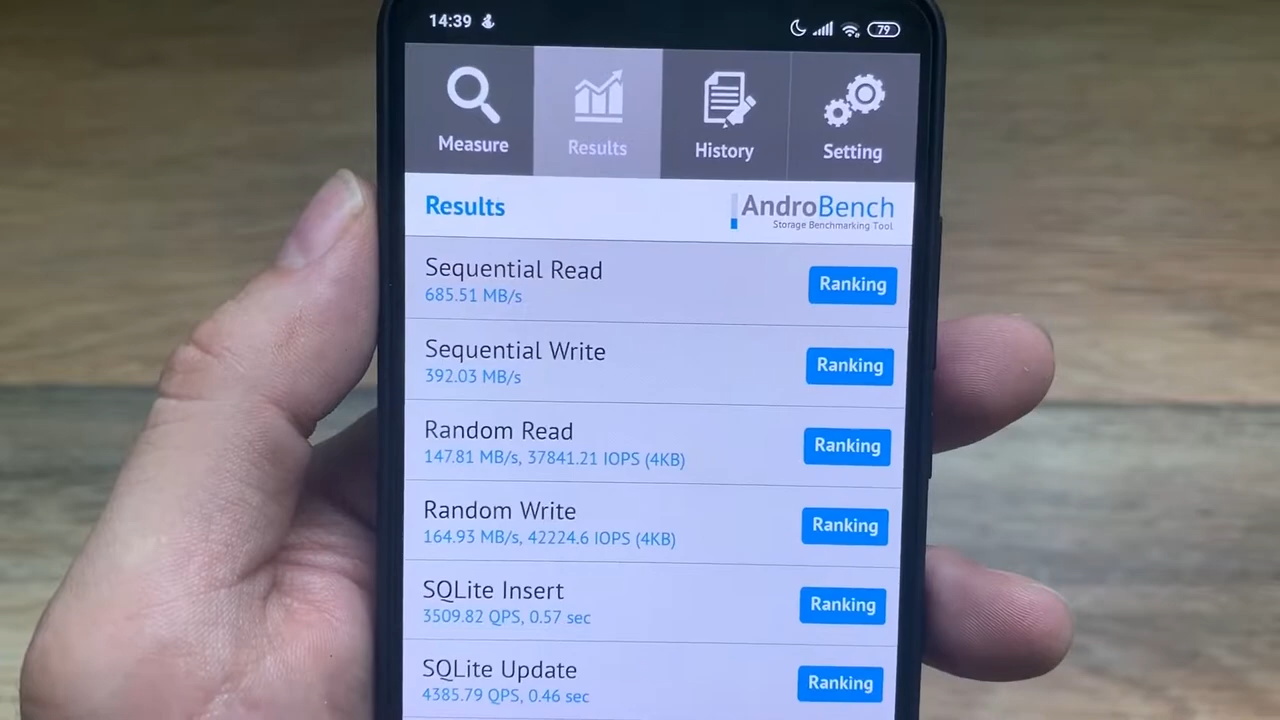 14:39
79
Measure
Results
History
Setting
Results
AndroBench
Storage Benchmarking Tool
Sequential Read
685.51 MB/s
Ranking
Sequential Write
392.03 MB/s
Ranking
Random Read
147.81 MB/s, 37841.21 IOPS (4KB)
Ranking
Random Write
164.93 MB/s, 42224.6 IOPS (4KB)
Ranking
SQLite Insert
3509.82 QPS, 0.57 sec
Ranking
SQLite Update
4385.79 QPS, 0.46 sec
Ranking